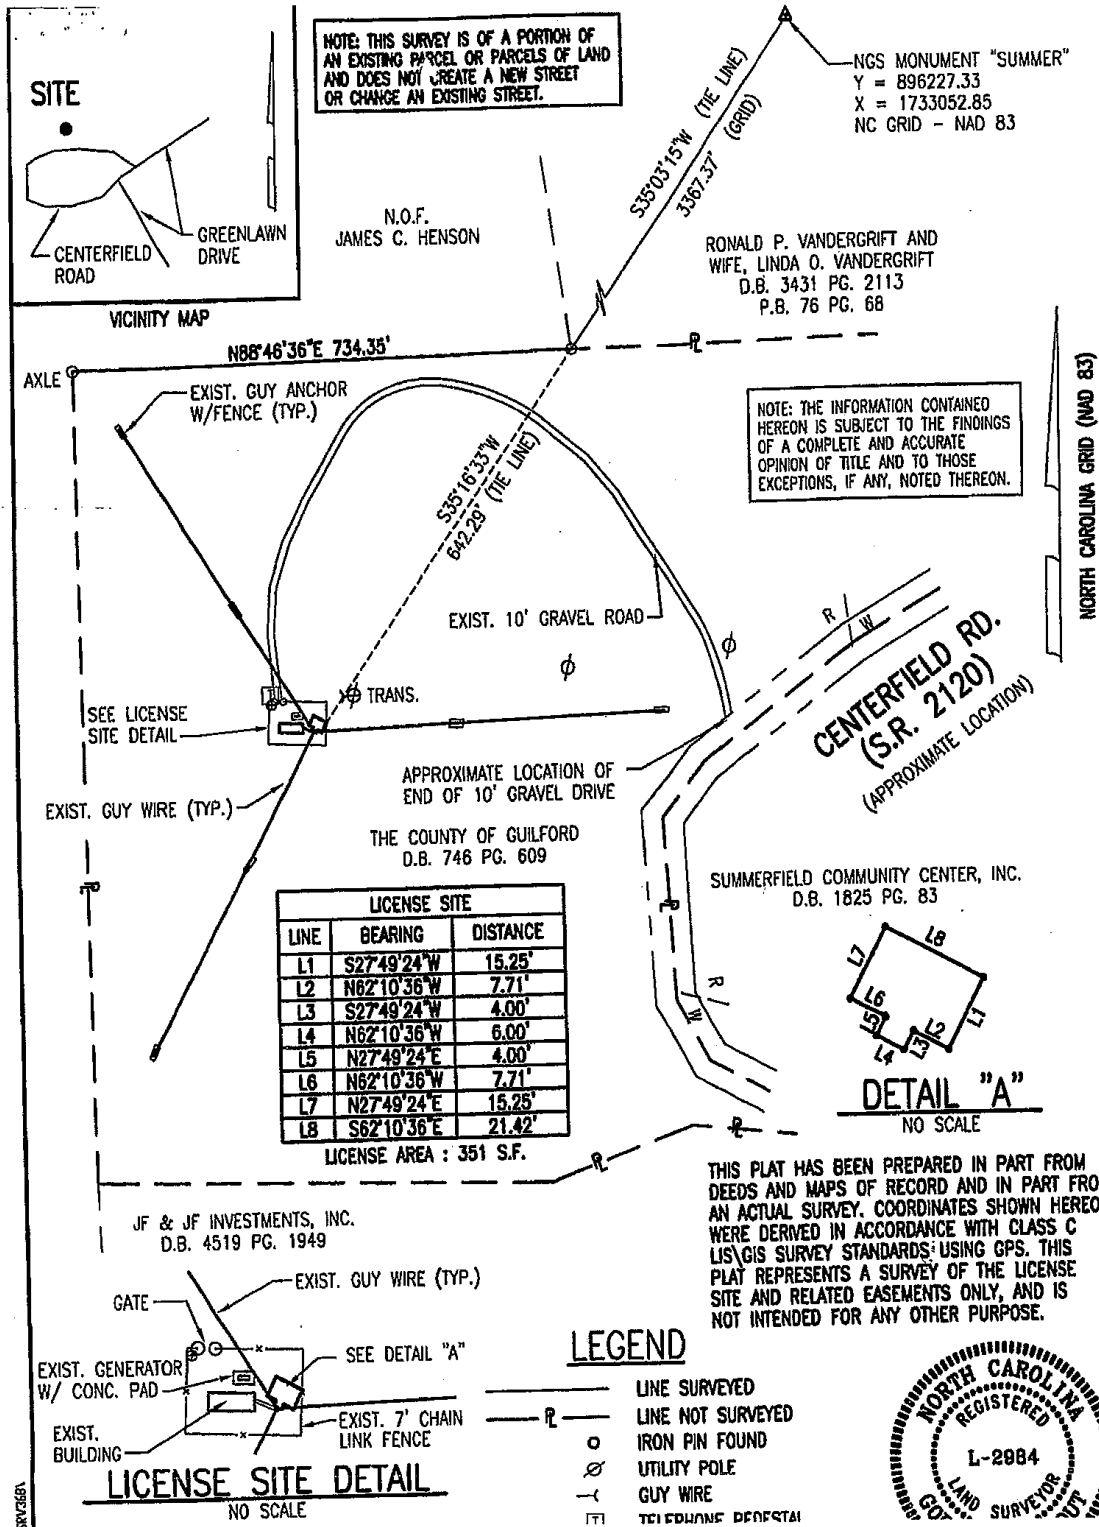 SITE
CENTERFIELD
ROAD
GREENLAWN
DRIVE
VICINITY MAP
NOTE: THIS SURVEY IS OF A PORTION OF
AN EXISTING PARCEL OR PARCELS OF LAND
AND DOES NOT CREATE A NEW STREET
OR CHANGE AN EXISTING STREET.
NGS MONUMENT "SUMMER"
Y = 896227.33
X = 1733052.85
NC GRID - NAD 83
S35°03'15"W (TIE LINE)
3367.37' (GRID)
N.O.F.
JAMES C. HENSON
RONALD P. VANDERGRIFT AND
WIFE, LINDA O. VANDERGRIFT
D.B. 3431 PG. 2113
P.B. 76 PG. 68
N88°46'36"E 734.35'
AXLE
EXIST. GUY ANCHOR
W/FENCE (TYP.)
NOTE: THE INFORMATION CONTAINED
HEREON IS SUBJECT TO THE FINDINGS
OF A COMPLETE AND ACCURATE
OPINION OF TITLE AND TO THOSE
EXCEPTIONS, IF ANY, NOTED THEREON.
NORTH CAROLINA GRID (NAD 83)
S35°16'33"W
642.29' (TIE LINE)
EXIST. 10' GRAVEL ROAD
R/W
CENTERFIELD RD.
(S.R. 2120)
(APPROXIMATE LOCATION)
TRANS.
T
SEE LICENSE
SITE DETAIL
APPROXIMATE LOCATION OF
END OF 10' GRAVEL DRIVE
EXIST. GUY WIRE (TYP.)
THE COUNTY OF GUILFORD
D.B. 746 PG. 609
SUMMERFIELD COMMUNITY CENTER, INC.
D.B. 1825 PG. 83
LICENSE SITE
LINE BEARING DISTANCE
L1 S27°49'24"W 15.25'
L2 N62°10'36"W 7.71'
L3 S27°49'24"W 4.00'
L4 N62°10'36"W 6.00'
L5 N27°49'24"E 4.00'
L6 N62°10'36"W 7.71'
L7 N27°49'24"E 15.25'
L8 S62°10'36"E 21.42'
LICENSE AREA : 351 S.F.
R/W
L8
L7
L6
L5
L4
L3
L2
L1
DETAIL "A"
NO SCALE
THIS PLAT HAS BEEN PREPARED IN PART FROM
DEEDS AND MAPS OF RECORD AND IN PART FRO
AN ACTUAL SURVEY. COORDINATES SHOWN HEREO
WERE DERIVED IN ACCORDANCE WITH CLASS C
LIS\GIS SURVEY STANDARDS USING GPS. THIS
PLAT REPRESENTS A SURVEY OF THE LICENSE
SITE AND RELATED EASEMENTS ONLY, AND IS
NOT INTENDED FOR ANY OTHER PURPOSE.
JF & JF INVESTMENTS, INC.
D.B. 4519 PG. 1949
EXIST. GUY WIRE (TYP.)
GATE
SEE DETAIL "A"
EXIST. GENERATOR
W/ CONC. PAD
EXIST.
BUILDING
EXIST. 7' CHAIN
LINK FENCE
LICENSE SITE DETAIL
NO SCALE
LEGEND
LINE SURVEYED
PL LINE NOT SURVEYED
IRON PIN FOUND
UTILITY POLE
GUY WIRE
T TELEPHONE PEDESTAL
NORTH CAROLINA
REGISTERED
L-2984
LAND SURVEYOR